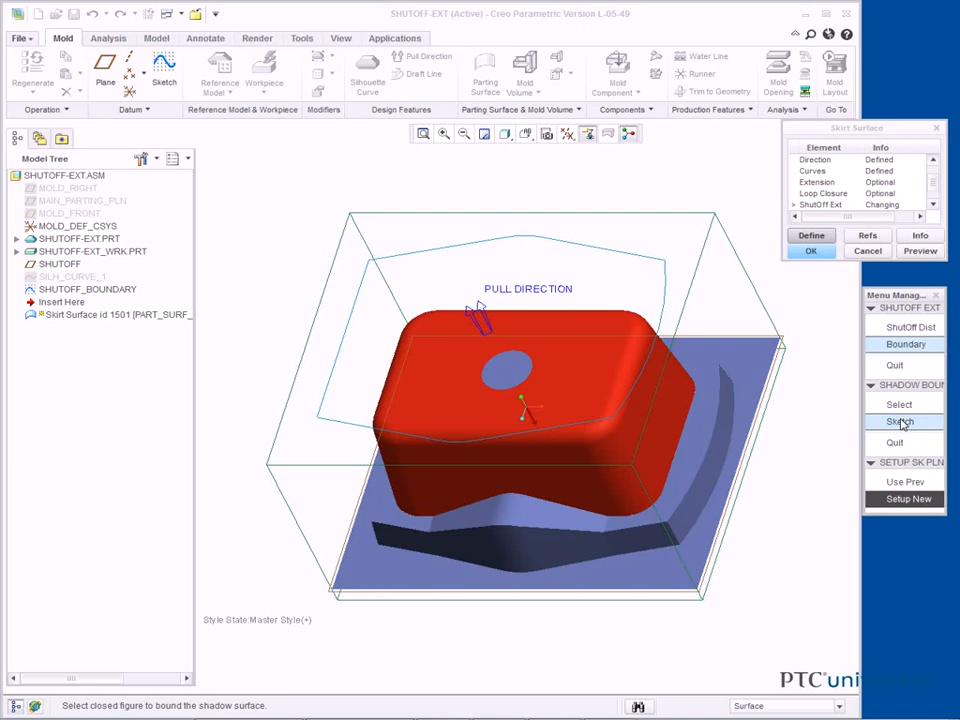 SHUTOFF-EXT (Active) - Creo Parametric Version L-05-49
File Mold Analysis Model Annotate Render Tools View Applications
Regenerate Plane Sketch Reference Model Workpiece Silhouette Curve Pull Direction Draft Line Parting Surface Mold Volume Mold Component Water Line Runner Trim to Geometry Mold Opening Mold Layout
Operation Datum Reference Model & Workpiece Modifiers Design Features Parting Surface & Mold Volume Components Production Features Analysis Go To
Model Tree
SHUTOFF-EXT.ASM
MOLD_RIGHT
MAIN_PARTING_PLN
MOLD_FRONT
MOLD_DEF_CSYS
SHUTOFF-EXT.PRT
SHUTOFF-EXT_WRK.PRT
SHUTOFF
SILH_CURVE_1
SHUTOFF_BOUNDARY
Insert Here
Skirt Surface id 1501 [PART_SURF_
PULL DIRECTION
Style State:Master Style(+)
Skirt Surface
Element Info
Direction Defined
Curves Defined
Extension Optional
Loop Closure Optional
ShutOff Ext Changing
Define Refs Info
OK Cancel Preview
Menu Manag...
SHUTOFF EXT
ShutOff Dist
Boundary
Quit
SHADOW BOUN
Select
Sketch
Quit
SETUP SK PLN
Use Prev
Setup New
PTC uni
Select closed figure to bound the shadow surface.
Surface